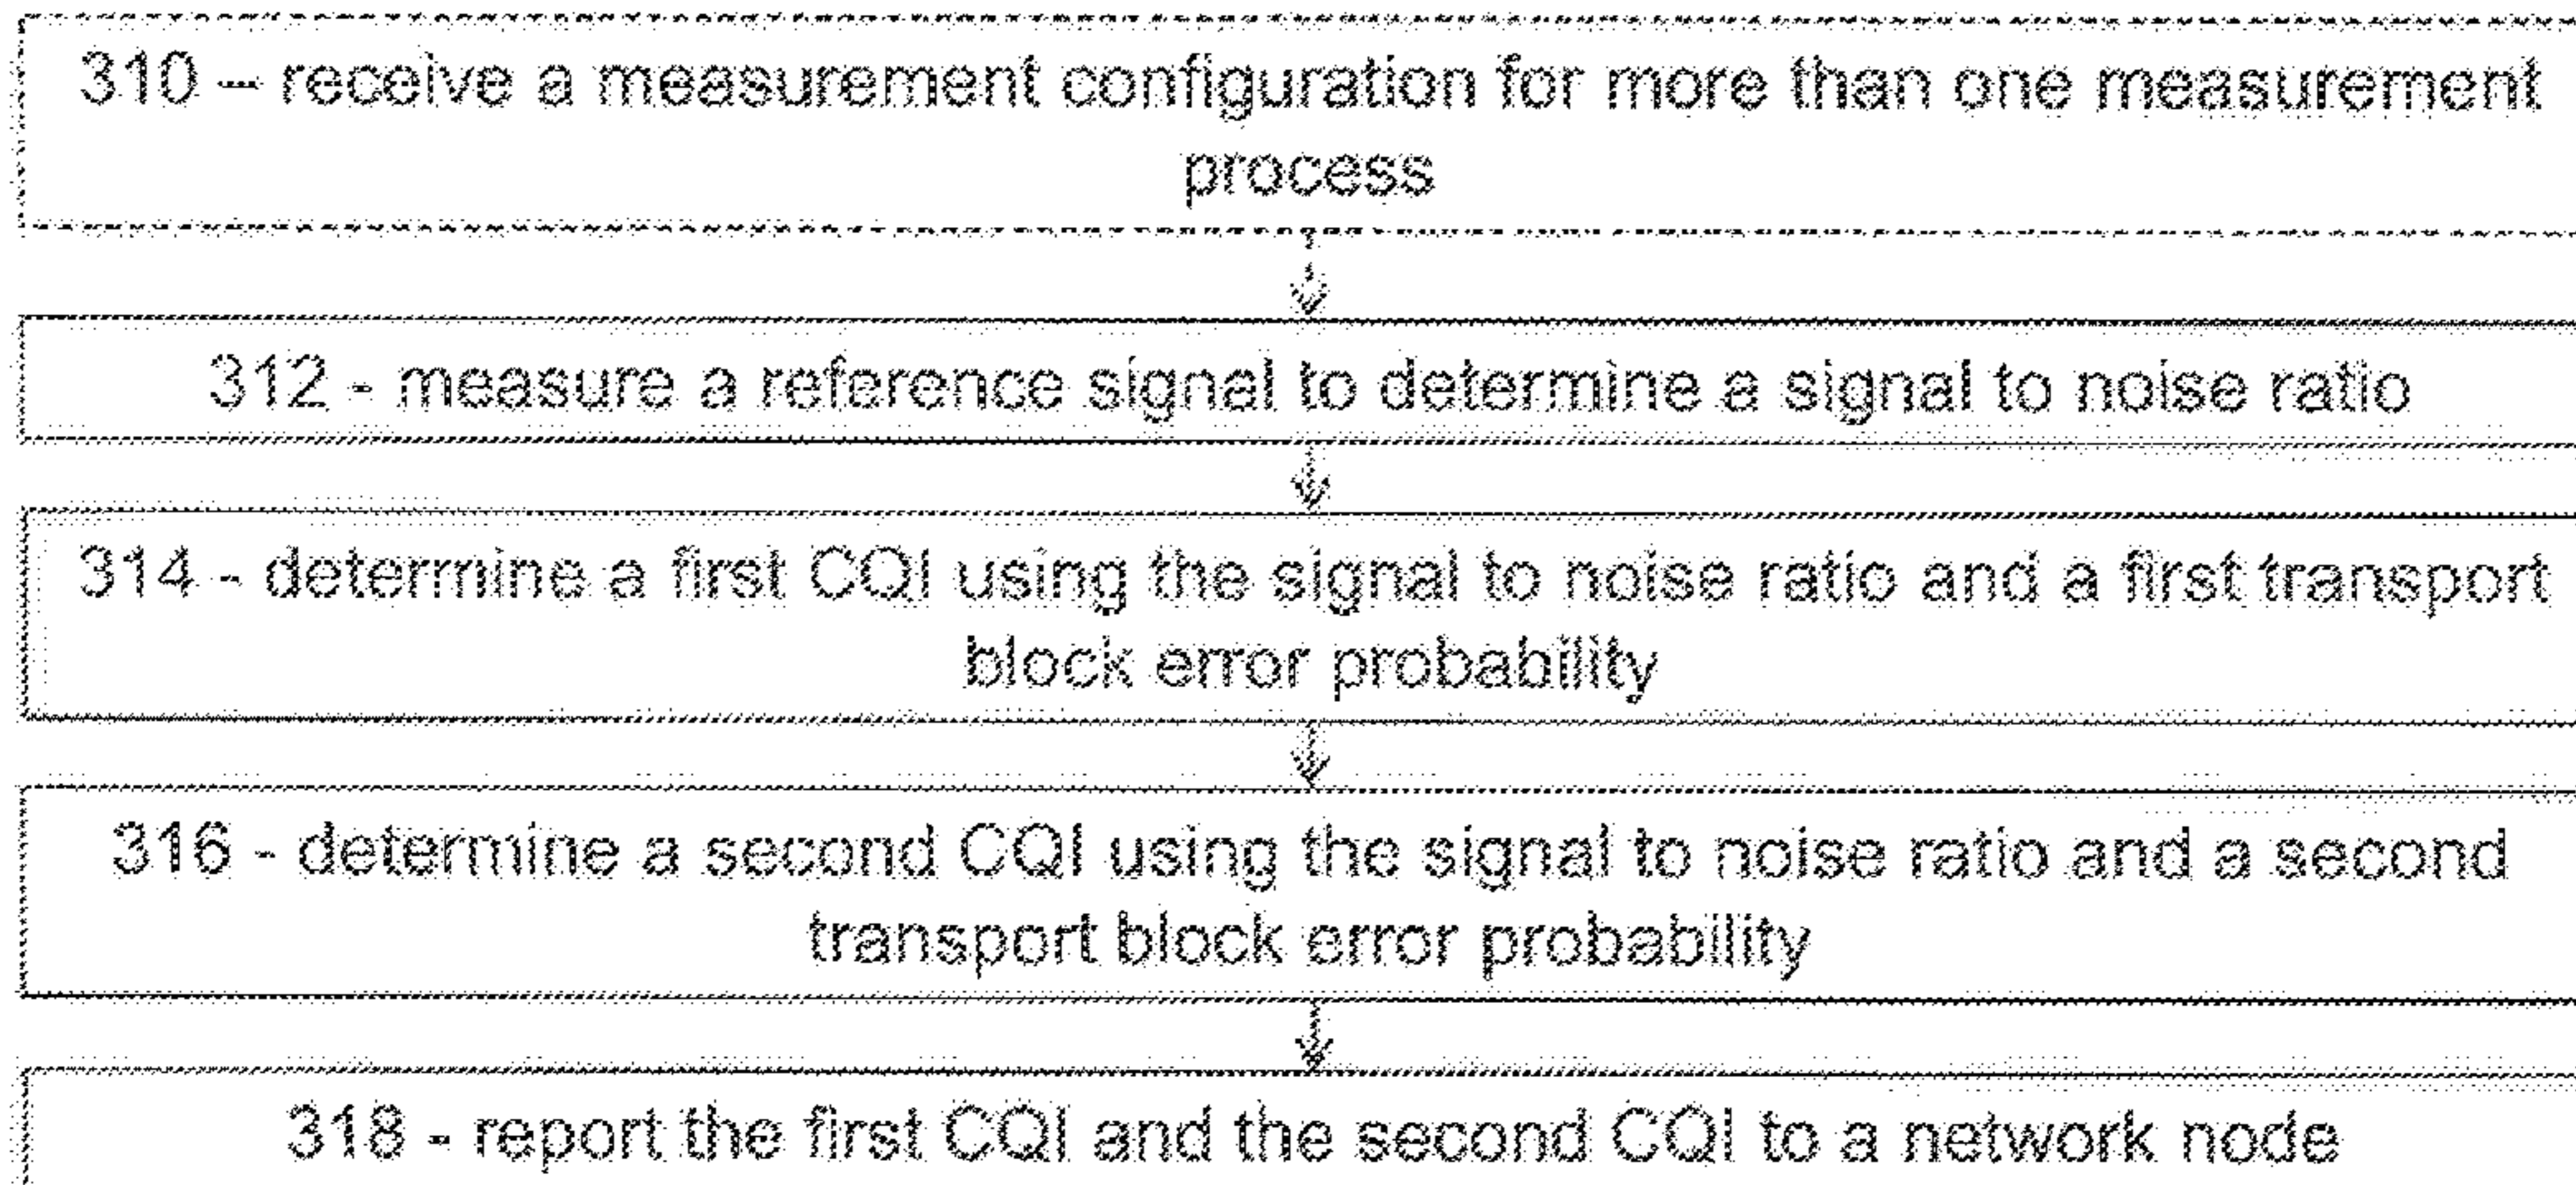 310 – receive a measurement configuration for more than one measurement
process
312 - measure a reference signal to determine a signal to noise ratio
314 - determine a first CQI using the signal to noise ratio and a first transport
block error probability
316 - determine a second CQI using the signal to noise ratio and a second
transport block error probability
318 - report the first CQI and the second CQI to a network node